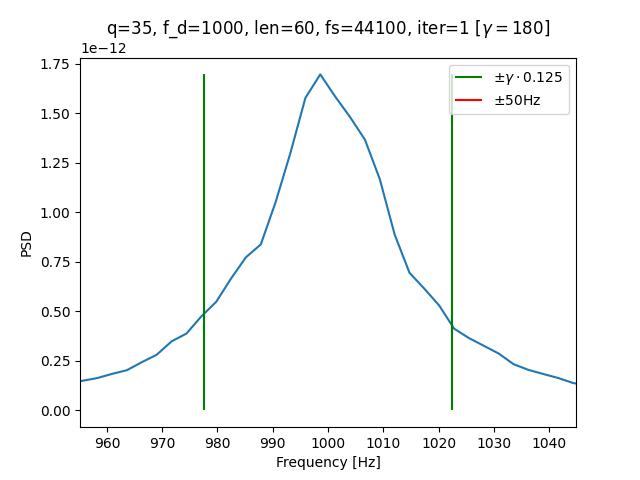 q=35, f_d=1000, len=60, fs=44100, iter=1 [γ = 180]
1e−12
1.75
1.50
1.25
1.00
0.75
0.50
0.25
0.00
PSD
±γ · 0.125
±50Hz
960 970 980 990 1000 1010 1020 1030 1040
Frequency [Hz]